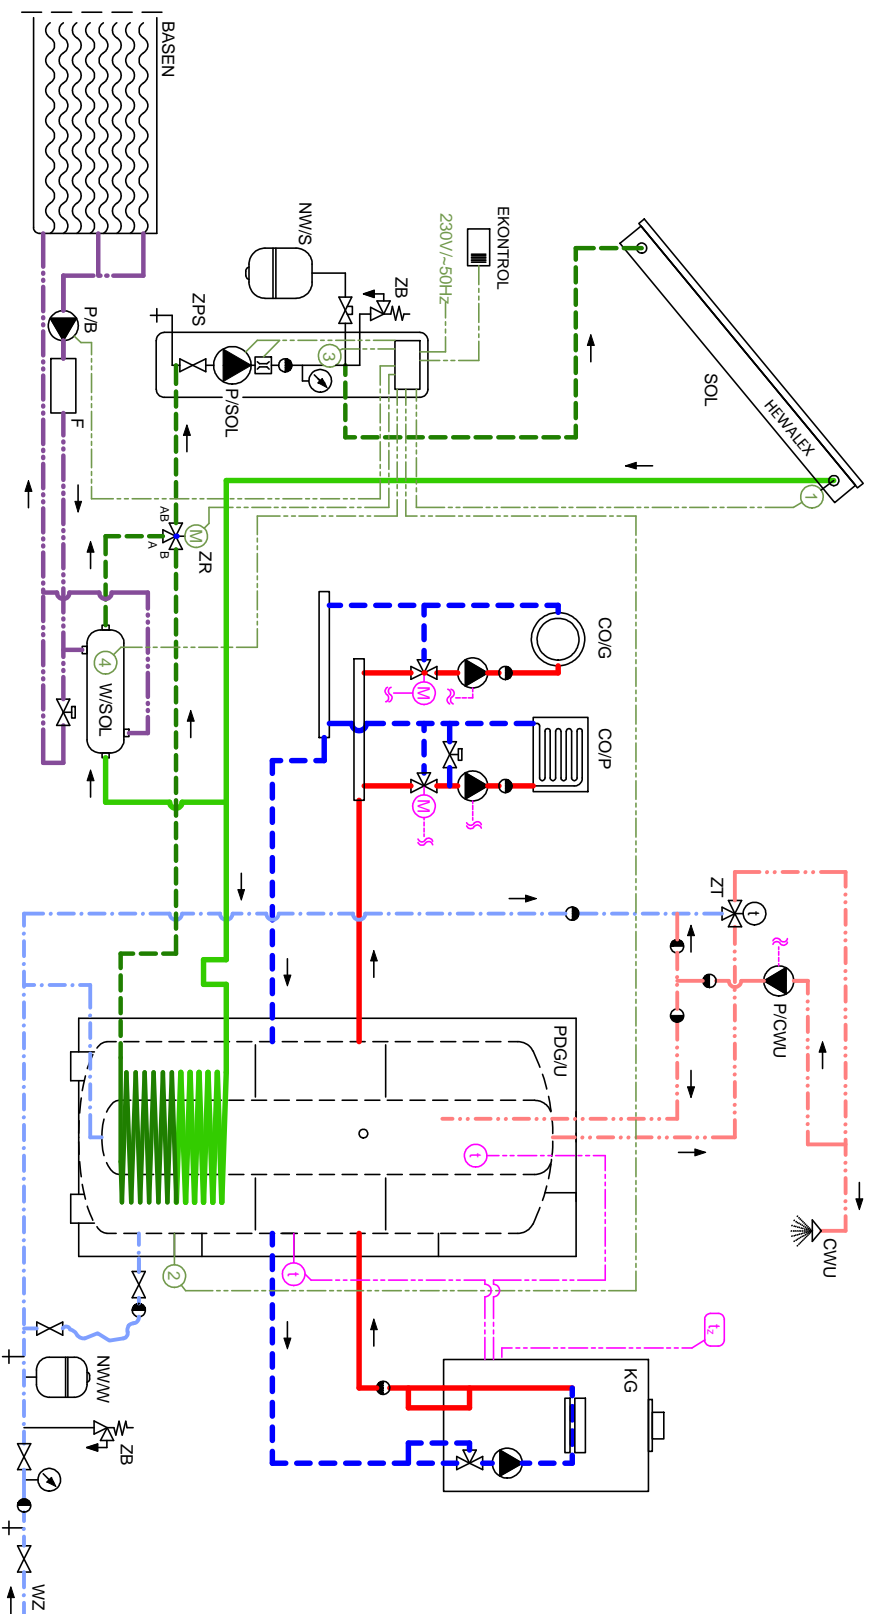 BASEN
P/B
F
NW/S
ZB
ZPS
P/SOL
3
EKONTROL
230V/~50Hz
SOL
HEWALEX
1
AB
A
B
M
ZR
4
W/SOL
CO/G
M
CO/P
M
ZT
t
P/CWU
CWU
PDG/U
t
t
2
tz
KG
NW/W
ZB
WZ